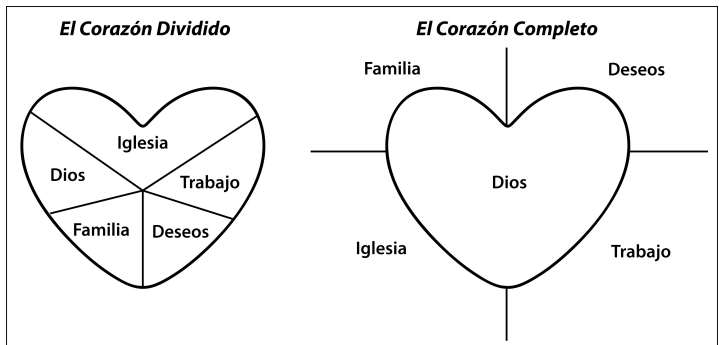 El Corazón Dividido
Iglesia
Dios
Trabajo
Familia
Deseos
El Corazón Completo
Familia
Deseos
Dios
Iglesia
Trabajo